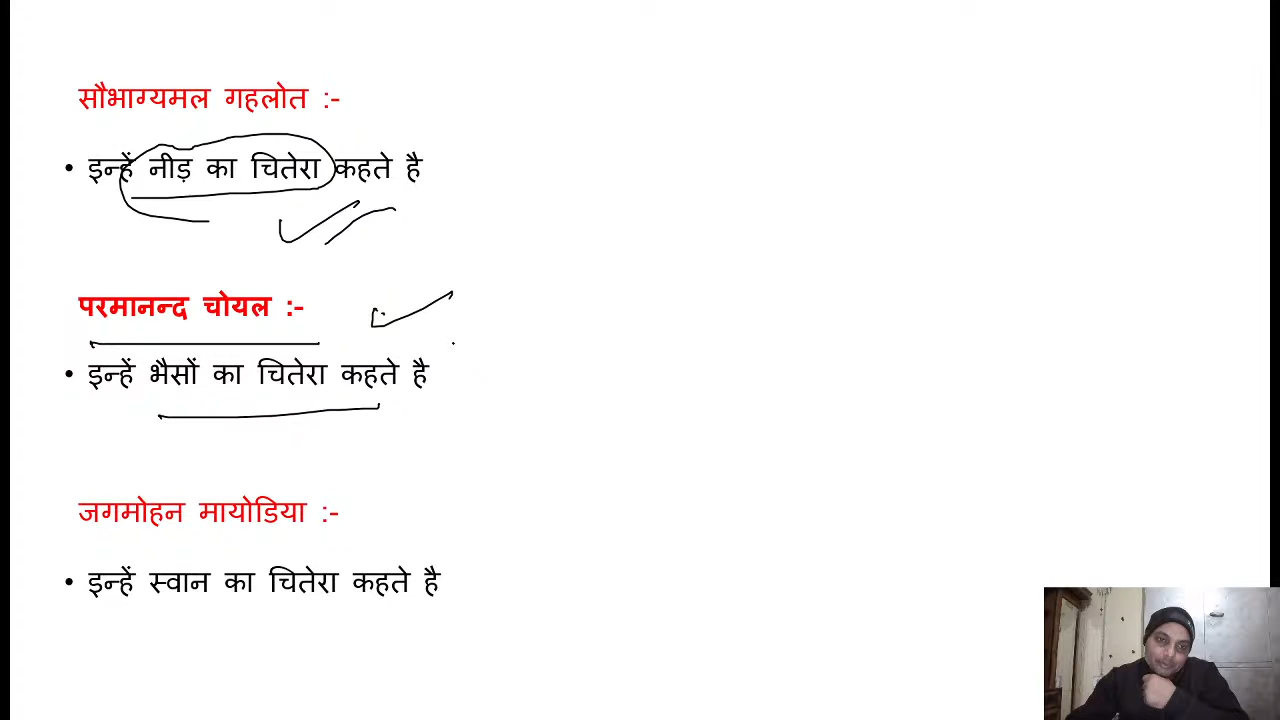 सौभाग्यमल गहलोत :-
• इन्हें नीड़ का चितेरा कहते है
परमानन्द चोयल :-
• इन्हें भैसों का चितेरा कहते है
जगमोहन मायोडिया :-
• इन्हें स्वान का चितेरा कहते है